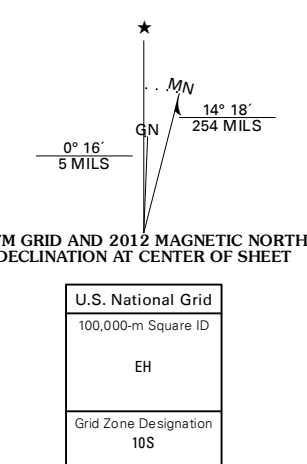 ★
MN
GN
14° 18´
254 MILS
0° 16´
5 MILS
TM GRID AND 2012 MAGNETIC NORTH
DECLINATION AT CENTER OF SHEET
U.S. National Grid
100,000-m Square ID
EH
Grid Zone Designation
10S